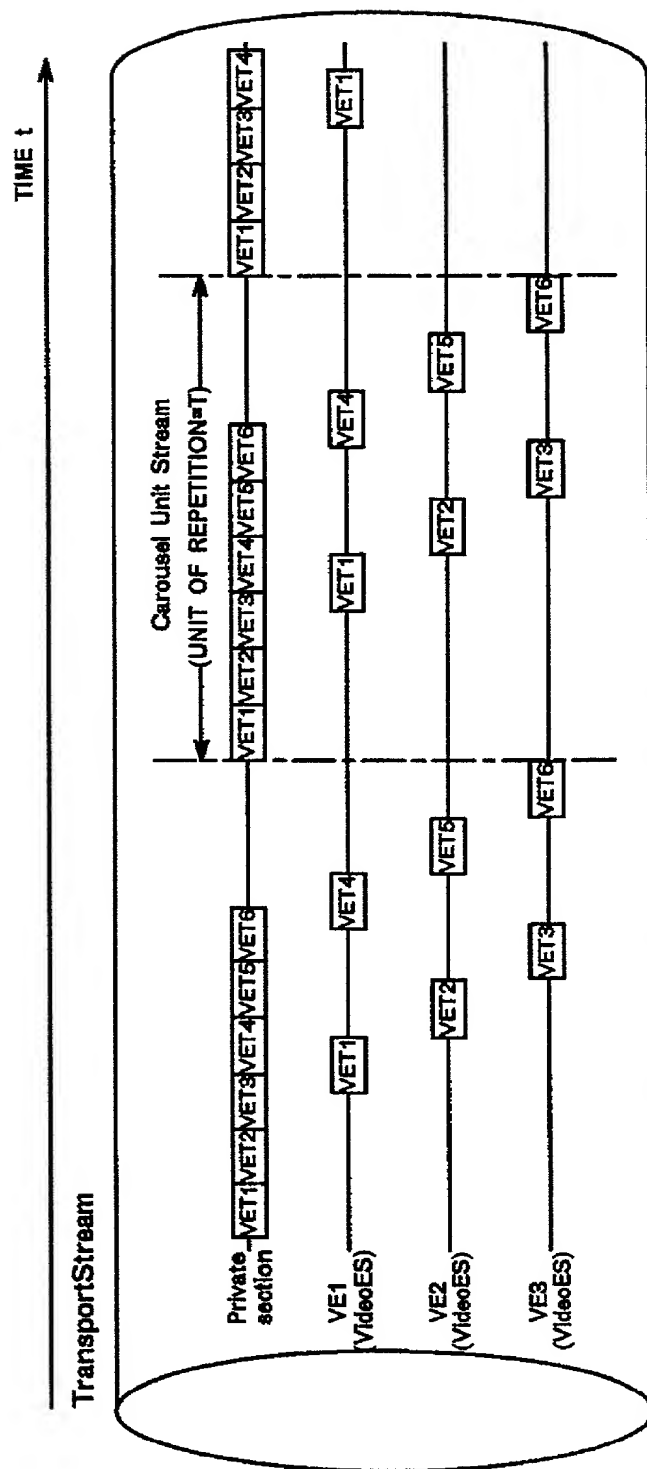 TIME t
TransportStream
Carousel Unit Stream
(UNIT OF REPETITION=T)
Private section
VET1 VET2 VET3 VET4 VET5 VET6 VET1 VET2 VET3 VET4 VET5 VET6 VET1 VET2 VET3 VET4
VE1
(VideoES)
VET1 VET4 VET1 VET4 VET1
VE2
(VideoES)
VET2 VET5 VET2 VET5
VE3
(VideoES)
VET3 VET6 VET3 VET6